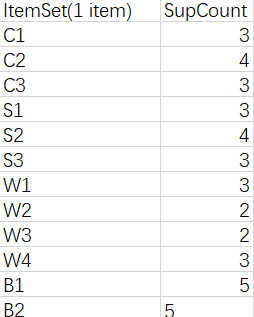 ItemSet(1 item) SupCount
C1 3
C2 4
C3 3
S1 3
S2 4
S3 3
W1 3
W2 2
W3 2
W4 3
B1 5
B2 5